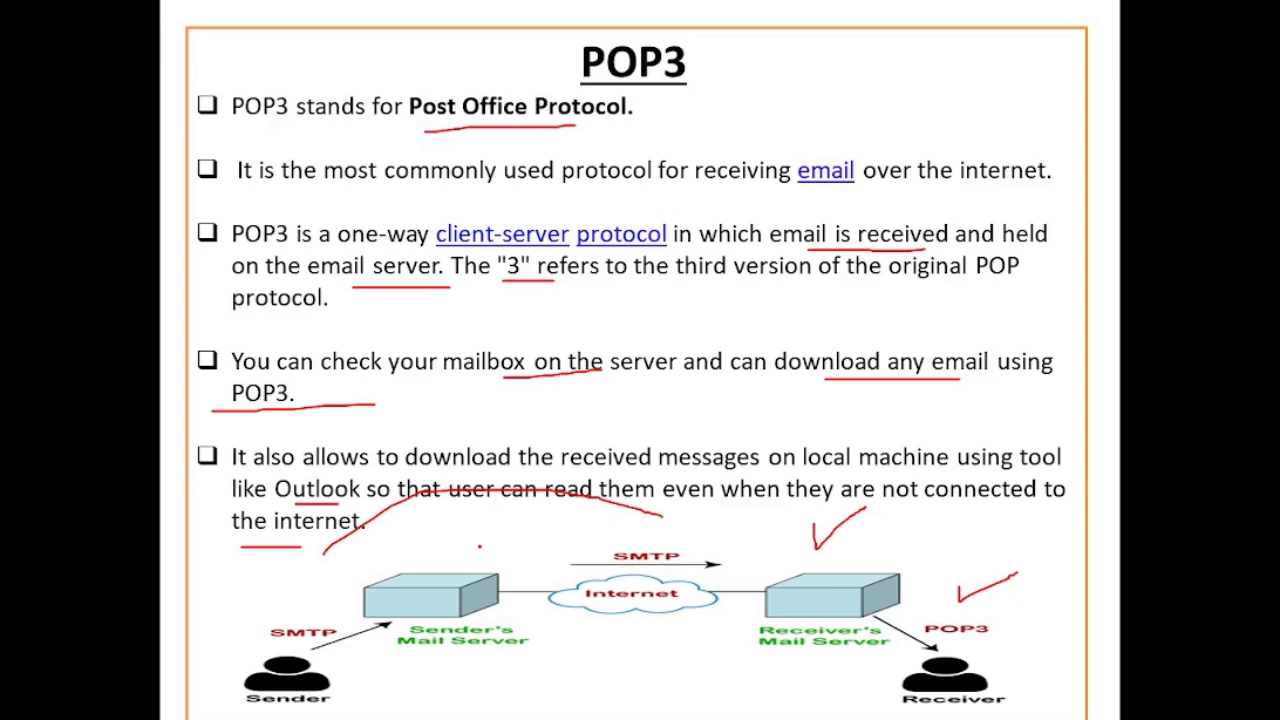 POP3
❑ POP3 stands for Post Office Protocol.
❑ It is the most commonly used protocol for receiving email over the internet.
❑ POP3 is a one-way client-server protocol in which email is received and held
on the email server. The "3" refers to the third version of the original POP
protocol.
❑ You can check your mailbox on the server and can download any email using
POP3.
❑ It also allows to download the received messages on local machine using tool
like Outlook so that user can read them even when they are not connected to
the internet.
SMTP
Internet
SMTP
Sender's
Mail Server
Receiver's
Mail Server
POP3
Sender
Receiver